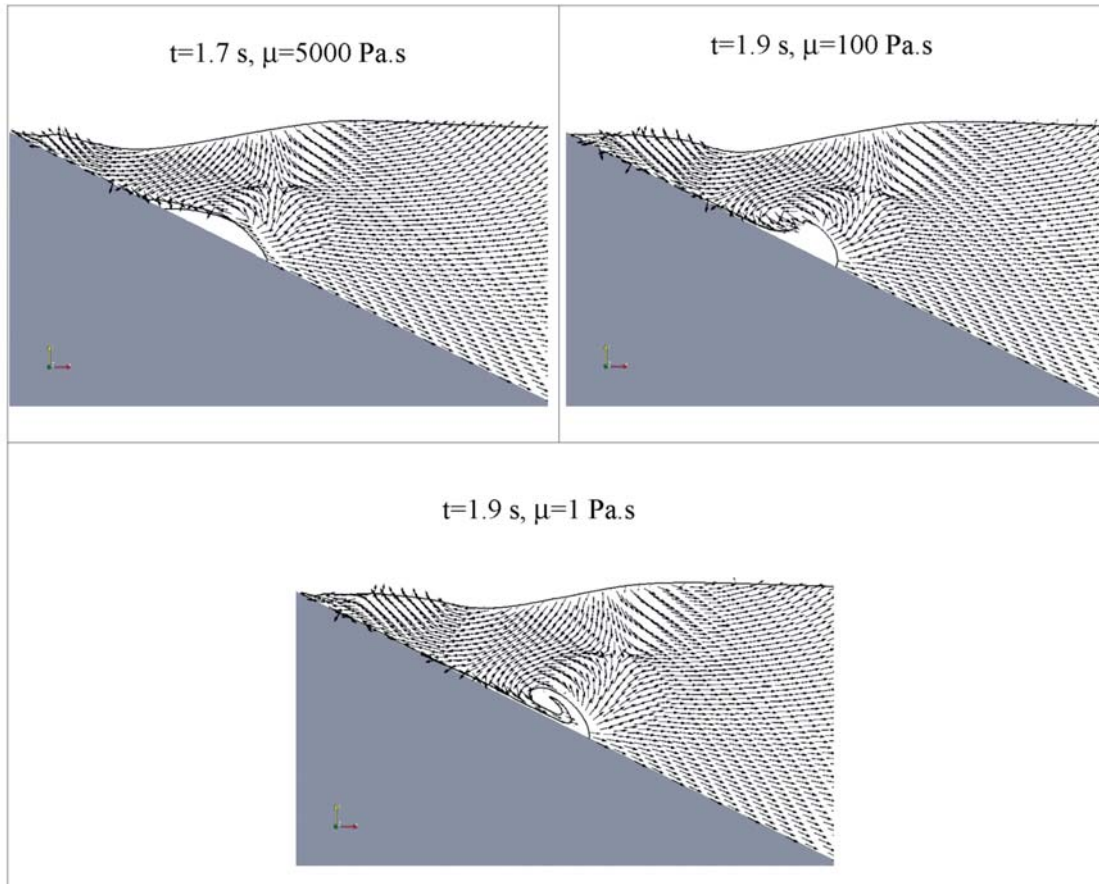 t=1.7 s, μ=5000 Pa.s
t=1.9 s, μ=100 Pa.s
t=1.9 s, μ=1 Pa.s